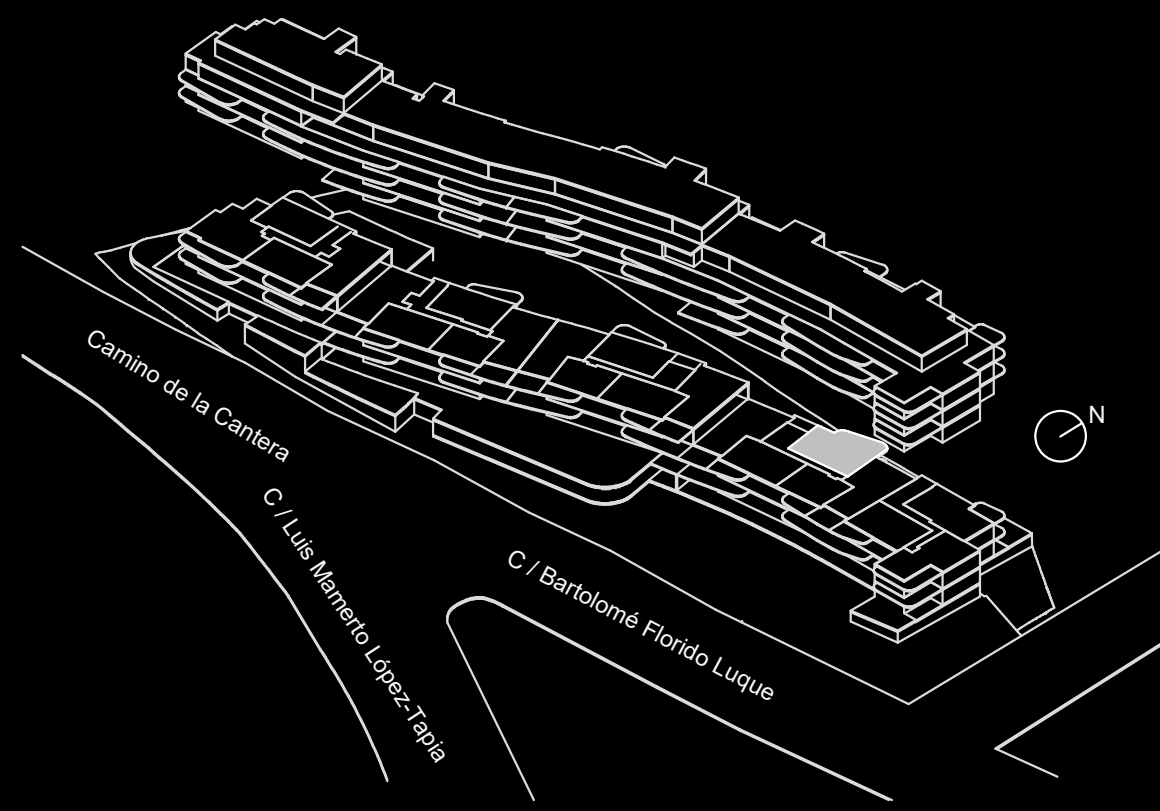 Camino de la Cantera
N
C / Luis Mamerto López-Tapia
C / Bartolomé Florido Luque